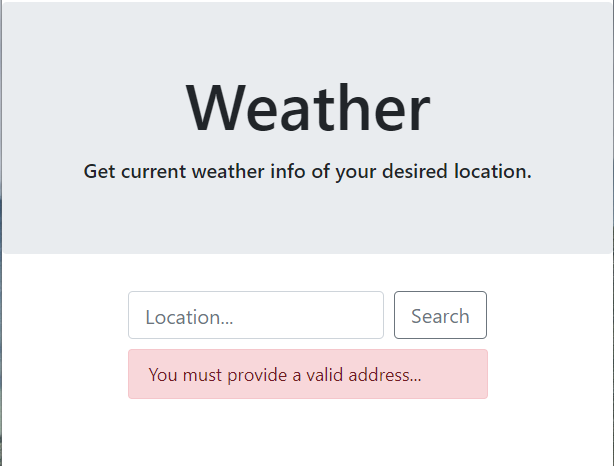 Weather
Get current weather info of your desired location.
Location...
Search
You must provide a valid address...